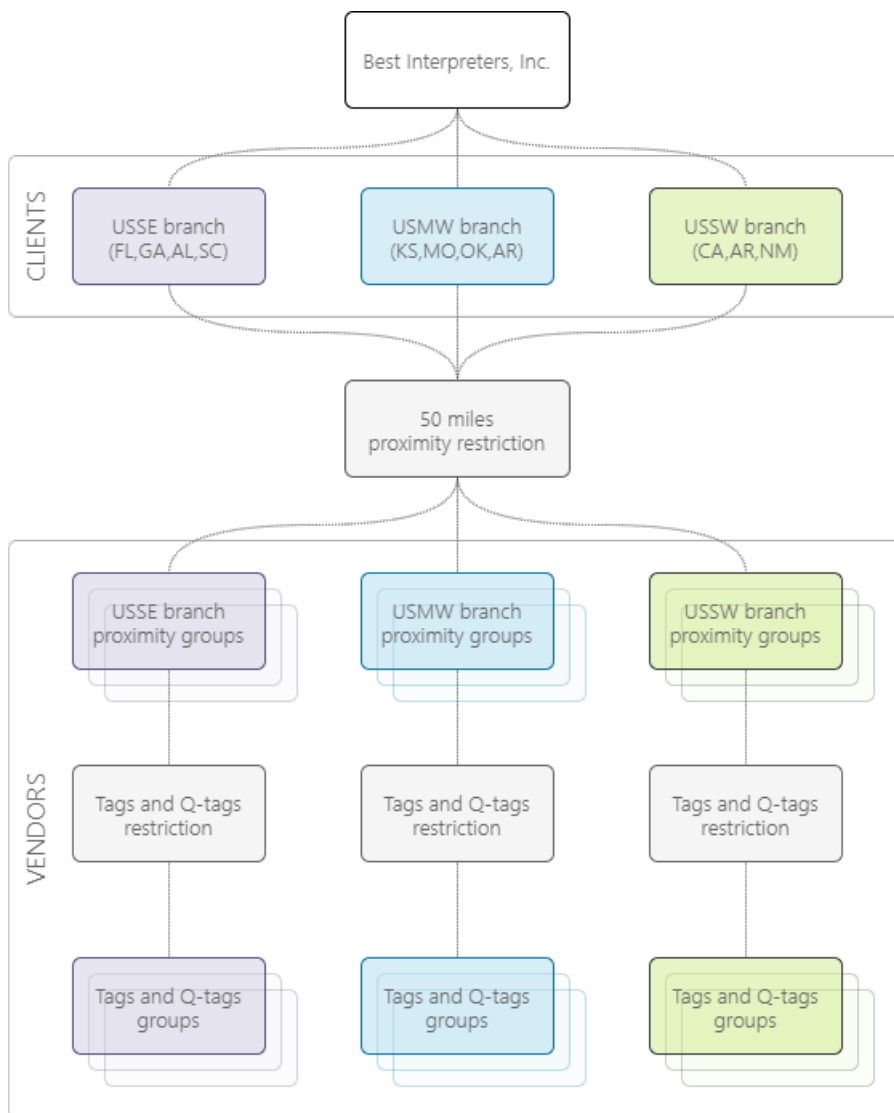 Best Interpreters, Inc.
CLIENTS
USSE branch
(FL,GA,AL,SC)
USMW branch
(KS,MO,OK,AR)
USSW branch
(CA,AR,NM)
50 miles
proximity restriction
VENDORS
USSE branch
proximity groups
USMW branch
proximity groups
USSW branch
proximity groups
Tags and Q-tags
restriction
Tags and Q-tags
restriction
Tags and Q-tags
restriction
Tags and Q-tags
groups
Tags and Q-tags
groups
Tags and Q-tags
groups